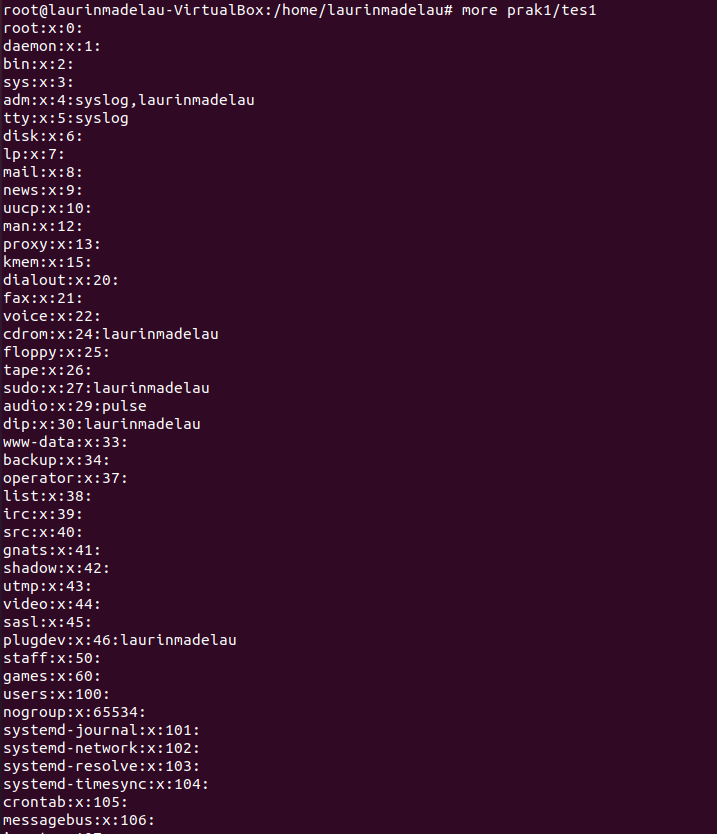 root@laurinmadelau-VirtualBox:/home/laurinmadelau# more prak1/tes1
root:x:0:
daemon:x:1:
bin:x:2:
sys:x:3:
adm:x:4:syslog,laurinmadelau
tty:x:5:syslog
disk:x:6:
lp:x:7:
mail:x:8:
news:x:9:
uucp:x:10:
man:x:12:
proxy:x:13:
kmem:x:15:
dialout:x:20:
fax:x:21:
voice:x:22:
cdrom:x:24:laurinmadelau
floppy:x:25:
tape:x:26:
sudo:x:27:laurinmadelau
audio:x:29:pulse
dip:x:30:laurinmadelau
www-data:x:33:
backup:x:34:
operator:x:37:
list:x:38:
irc:x:39:
src:x:40:
gnats:x:41:
shadow:x:42:
utmp:x:43:
video:x:44:
sasl:x:45:
plugdev:x:46:laurinmadelau
staff:x:50:
games:x:60:
users:x:100:
nogroup:x:65534:
systemd-journal:x:101:
systemd-network:x:102:
systemd-resolve:x:103:
systemd-timesync:x:104:
crontab:x:105:
messagebus:x:106: